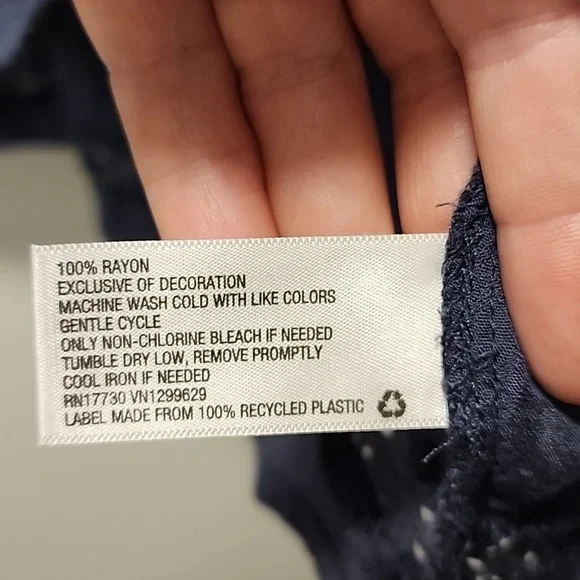 100% RAYON
EXCLUSIVE OF DECORATION
MACHINE WASH COLD WITH LIKE COLORS
GENTLE CYCLE
ONLY NON-CHLORINE BLEACH IF NEEDED
TUMBLE DRY LOW, REMOVE PROMPTLY
COOL IRON IF NEEDED
RN17730 VN1299629
LABEL MADE FROM 100% RECYCLED PLASTIC